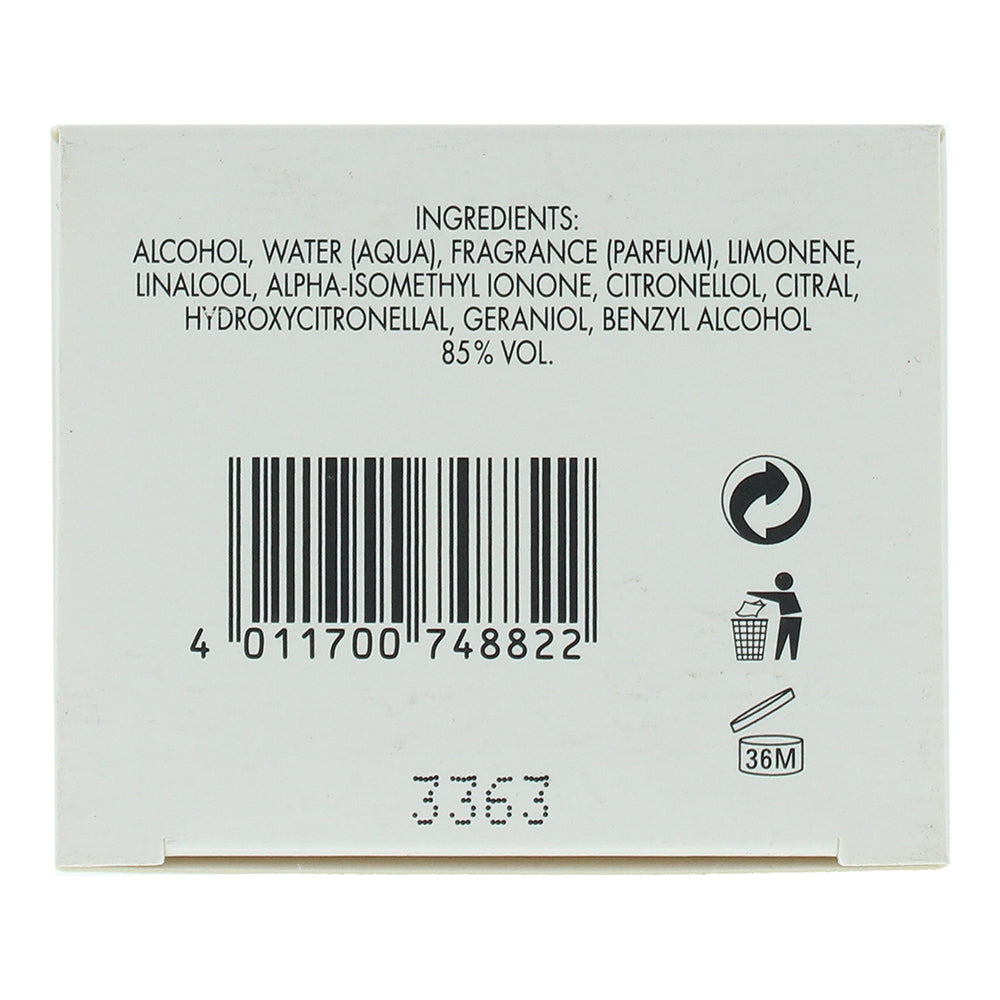 INGREDIENTS:
ALCOHOL, WATER (AQUA), FRAGRANCE (PARFUM), LIMONENE,
LINALOOL, ALPHA-ISOMETHYL IONONE, CITRONELLOL, CITRAL,
HYDROXYCITRONELLAL, GERANIOL, BENZYL ALCOHOL
85% VOL.
4 011700 748822
36M
3363